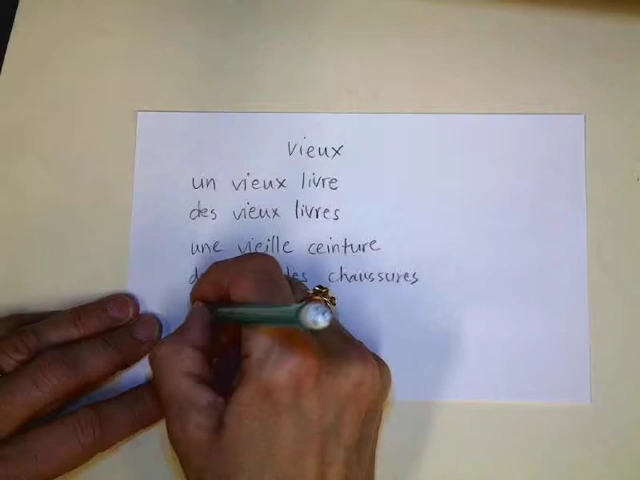 vieux
un vieux livre
des vieux livres
une vieille ceinture
chaussures